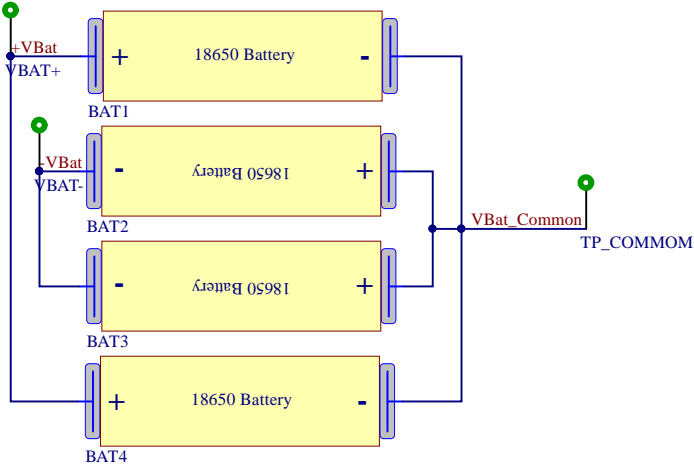 +VBat
VBAT+
+ 18650 Battery -
BAT1
-VBat
VBAT-
- 18650 Battery +
BAT2
VBat_Common
TP_COMMOM
- 18650 Battery +
BAT3
+ 18650 Battery -
BAT4